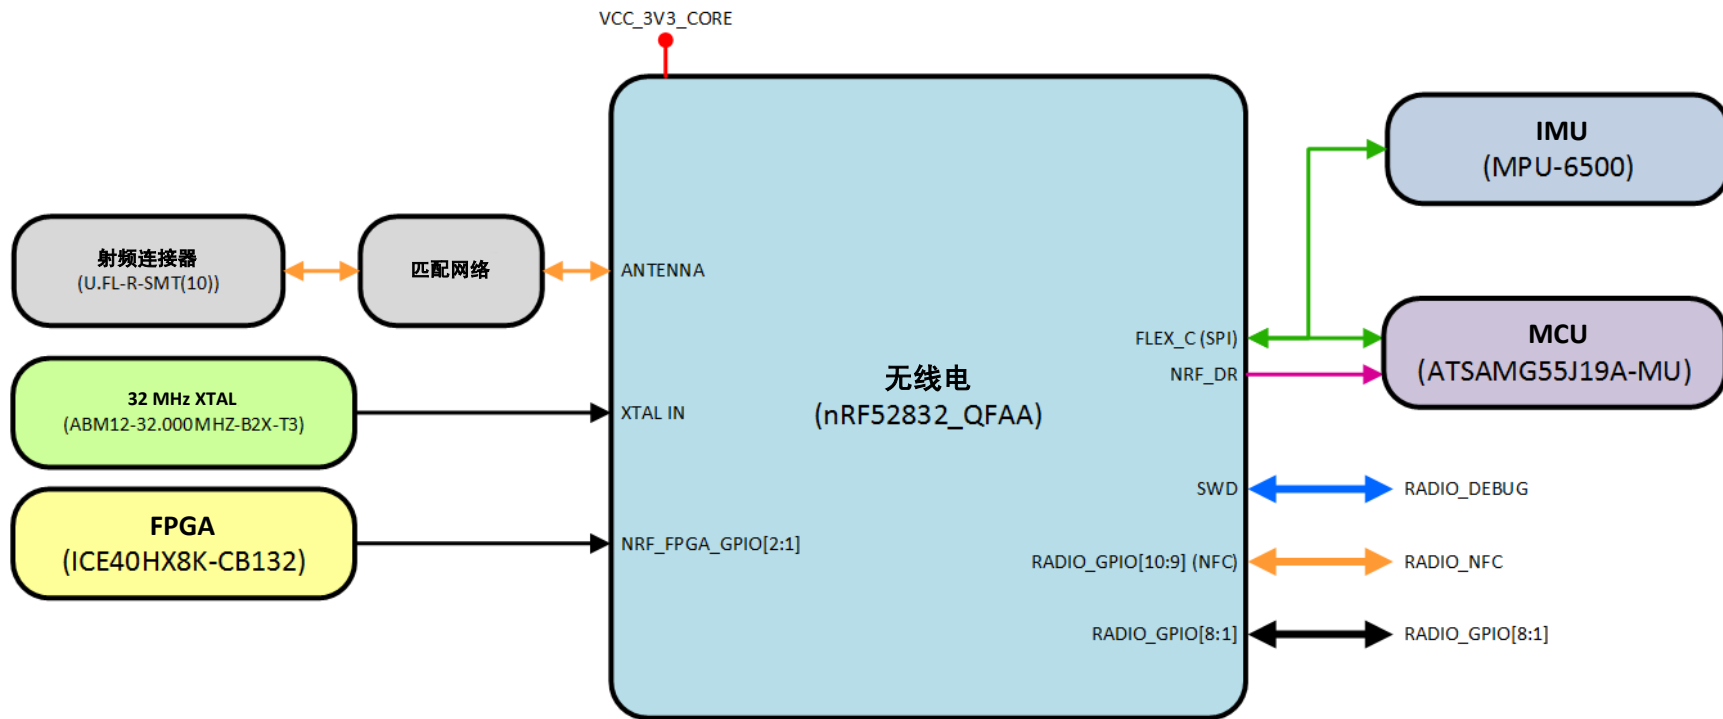 VCC_3V3_CORE
IMU
(MPU-6500)
射频连接器
(U.FL-R-SMT(10))
匹配网络
ANTENNA
FLEX_C (SPI)
NRF_DR
MCU
(ATSAMG55J19A-MU)
无线电
(nRF52832_QFAA)
32 MHz XTAL
(ABM12-32.000MHZ-B2X-T3)
XTAL IN
SWD
RADIO_DEBUG
FPGA
(ICE40HX8K-CB132)
NRF_FPGA_GPIO[2:1]
RADIO_GPIO[10:9] (NFC)
RADIO_NFC
RADIO_GPIO[8:1]
RADIO_GPIO[8:1]